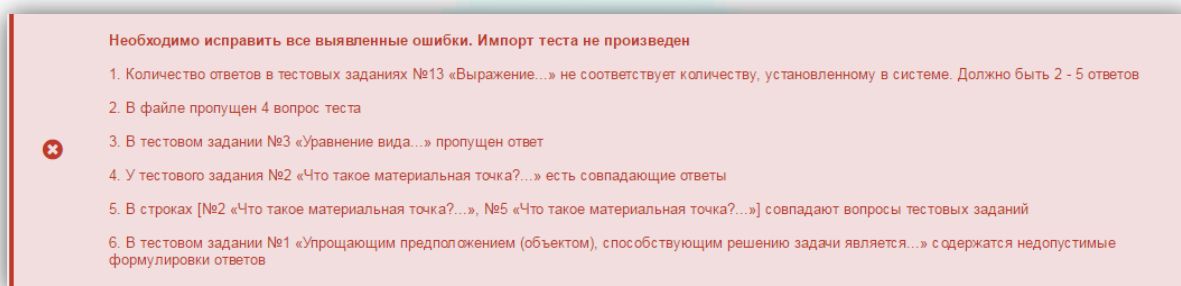 Необходимо исправить все выявленные ошибки. Импорт теста не произведен
1. Количество ответов в тестовых заданиях №13 «Выражение...» не соответствует количеству, установленному в системе. Должно быть 2 - 5 ответов
2. В файле пропущен 4 вопрос теста
3. В тестовом задании №3 «Уравнение вида...» пропущен ответ
4. У тестового задания №2 «Что такое материальная точка?...» есть совпадающие ответы
5. В строках [№2 «Что такое материальная точка?...», №5 «Что такое материальная точка?...»] совпадают вопросы тестовых заданий
6. В тестовом задании №1 «Упрощающим предположением (объектом), способствующим решению задачи является...» содержатся недопустимые
формулировки ответов